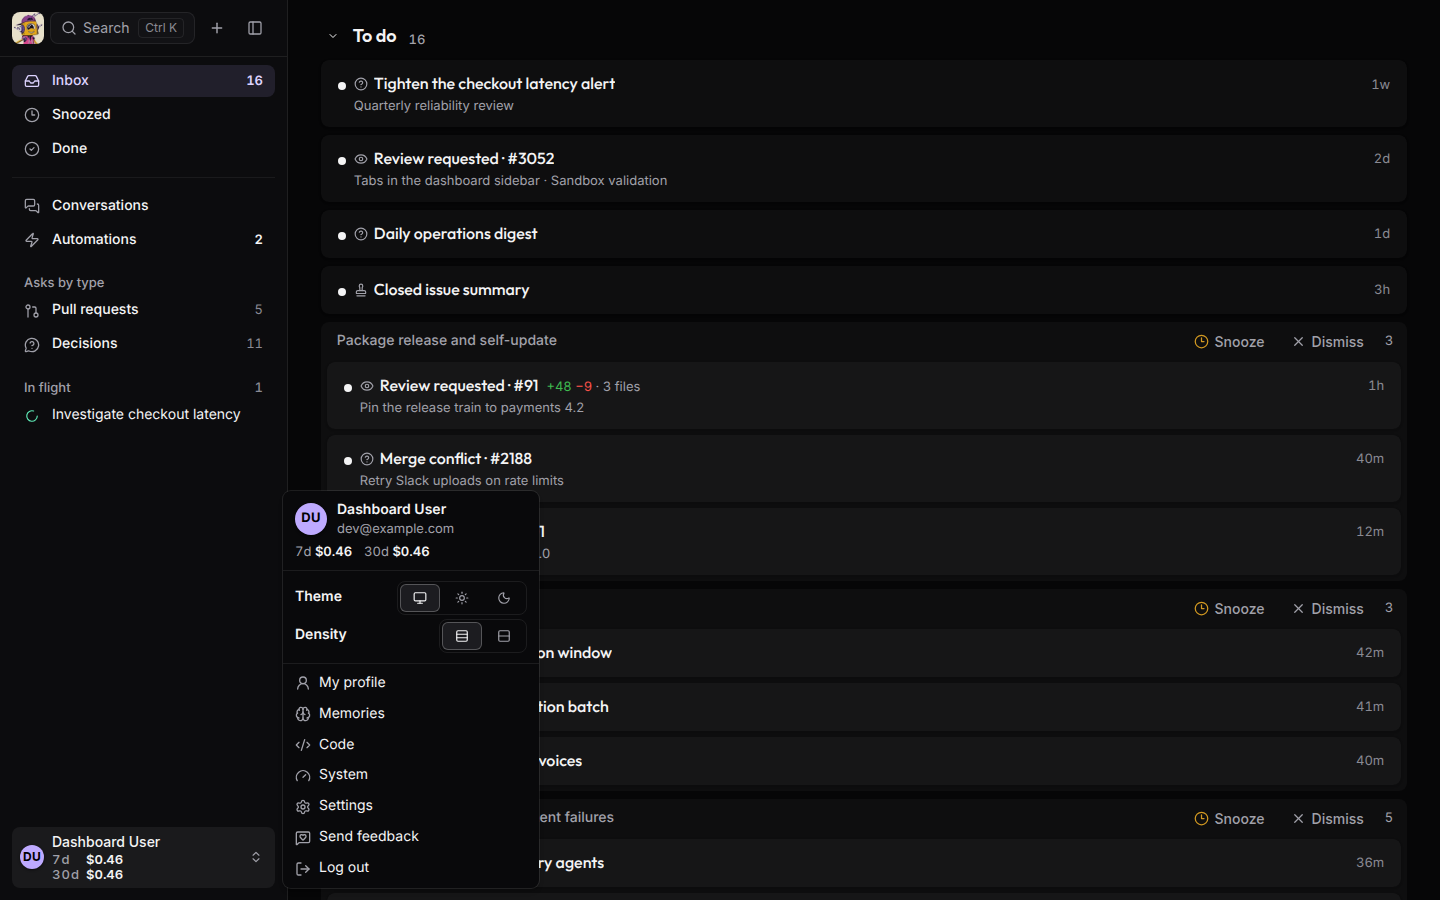 Search Ctrl K
Inbox 16
Snoozed
Done
Conversations
Automations 2
Asks by type
Pull requests 5
Decisions 11
In flight 1
Investigate checkout latency
DU
Dashboard User
7d $0.46
30d $0.46
To do 16
Tighten the checkout latency alert 1w
Quarterly reliability review
Review requested · #3052 2d
Tabs in the dashboard sidebar · Sandbox validation
Daily operations digest 1d
Closed issue summary 3h
Package release and self-update Snooze Dismiss 3
Review requested · #91 +48 −9 · 3 files 1h
Pin the release train to payments 4.2
Merge conflict · #2188 40m
Retry Slack uploads on rate limits
1 12m
.0
Snooze Dismiss 3
on window 42m
tion batch 41m
voices 40m
ent failures Snooze Dismiss 5
ry agents 36m
DU
Dashboard User
dev@example.com
7d $0.46 30d $0.46
Theme
Density
My profile
Memories
Code
System
Settings
Send feedback
Log out